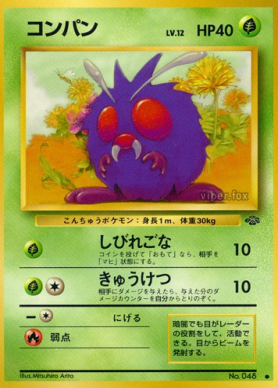 コンパン LV.12 HP40
viber.fox
こんちゅうポケモン：身長1m、体重30kg
しびれごな 10
コインを投げて「おもて」なら、相手を
「マヒ」状態にする。
きゅうけつ 10
相手にダメージを与えたら、与えた分のダ
メージカウンターを自分からとりのぞく。
にげる
弱点
暗闇でも目がレーダー
の役割をして、活動で
きる。目からビームを
発射する。
Illus. Mitsuhiro Arita
No. 048